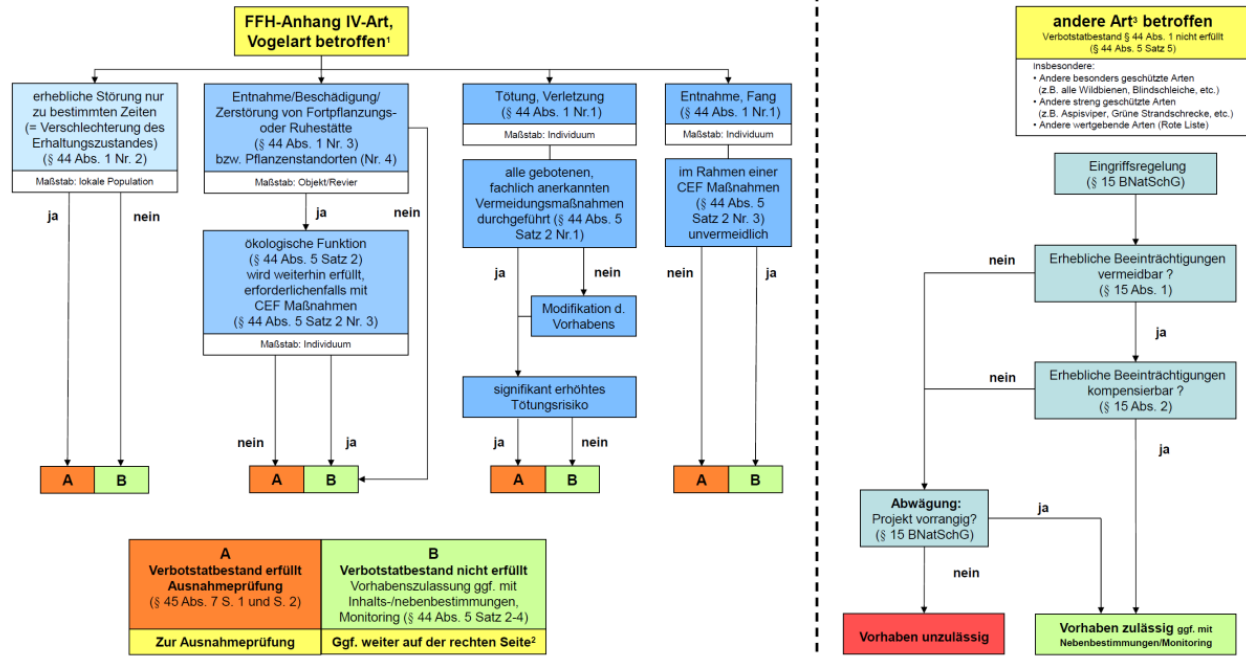 FFH-Anhang IV-Art,
Vogelart betroffen¹
erhebliche Störung nur
zu bestimmten Zeiten
(= Verschlechterung des
Erhaltungszustandes)
(§ 44 Abs. 1 Nr. 2)
Maßstab: lokale Population
ja
nein
A
B
Entnahme/Beschädigung/
Zerstörung von Fortpflanzungs-
oder Ruhestätte
(§ 44 Abs. 1 Nr. 3)
bzw. Pflanzenstandorten (Nr. 4)
Maßstab: Objekt/Revier
ja
nein
ökologische Funktion
(§ 44 Abs. 5 Satz 2)
wird weiterhin erfüllt,
erforderlichenfalls mit
CEF Maßnahmen
(§ 44 Abs. 5 Satz 2 Nr. 3)
Maßstab: Individuum
nein
ja
A
B
Tötung, Verletzung
(§ 44 Abs. 1 Nr.1)
Maßstab: Individuum
alle gebotenen,
fachlich anerkannten
Vermeidungsmaßnahmen
durchgeführt (§ 44 Abs. 5
Satz 2 Nr.1)
ja
nein
Modifikation d.
Vorhabens
signifikant erhöhtes
Tötungsrisiko
ja
nein
A
B
Entnahme, Fang
(§ 44 Abs. 1 Nr.1)
Maßstab: Individuum
im Rahmen einer
CEF Maßnahmen
(§ 44 Abs. 5
Satz 2 Nr. 3)
unvermeidlich
nein
ja
A
B
A
Verbotstatbestand erfüllt
Ausnahmeprüfung
(§ 45 Abs. 7 S. 1 und S. 2)
Zur Ausnahmeprüfung
B
Verbotstatbestand nicht erfüllt
Vorhabenszulassung ggf. mit
Inhalts-/nebenbestimmungen,
Monitoring (§ 44 Abs. 5 Satz 2-4)
Ggf. weiter auf der rechten Seite²
andere Art³ betroffen
Verbotstatbestand § 44 Abs. 1 nicht erfüllt
(§ 44 Abs. 5 Satz 5)
Insbesondere:
• Andere besonders geschützte Arten
(z.B. alle Wildbienen, Blindschleiche, etc.)
• Andere streng geschützte Arten
(z.B. Aspisviper, Grüne Strandschrecke, etc.)
• Andere wertgebende Arten (Rote Liste)
Eingriffsregelung
(§ 15 BNatSchG)
nein
Erhebliche Beeinträchtigungen
vermeidbar ?
(§ 15 Abs. 1)
ja
nein
Erhebliche Beeinträchtigungen
kompensierbar ?
(§ 15 Abs. 2)
ja
Abwägung:
Projekt vorrangig?
(§ 15 BNatSchG)
ja
nein
Vorhaben unzulässig
Vorhaben zulässig ggf. mit
Nebenbestimmungen/Monitoring